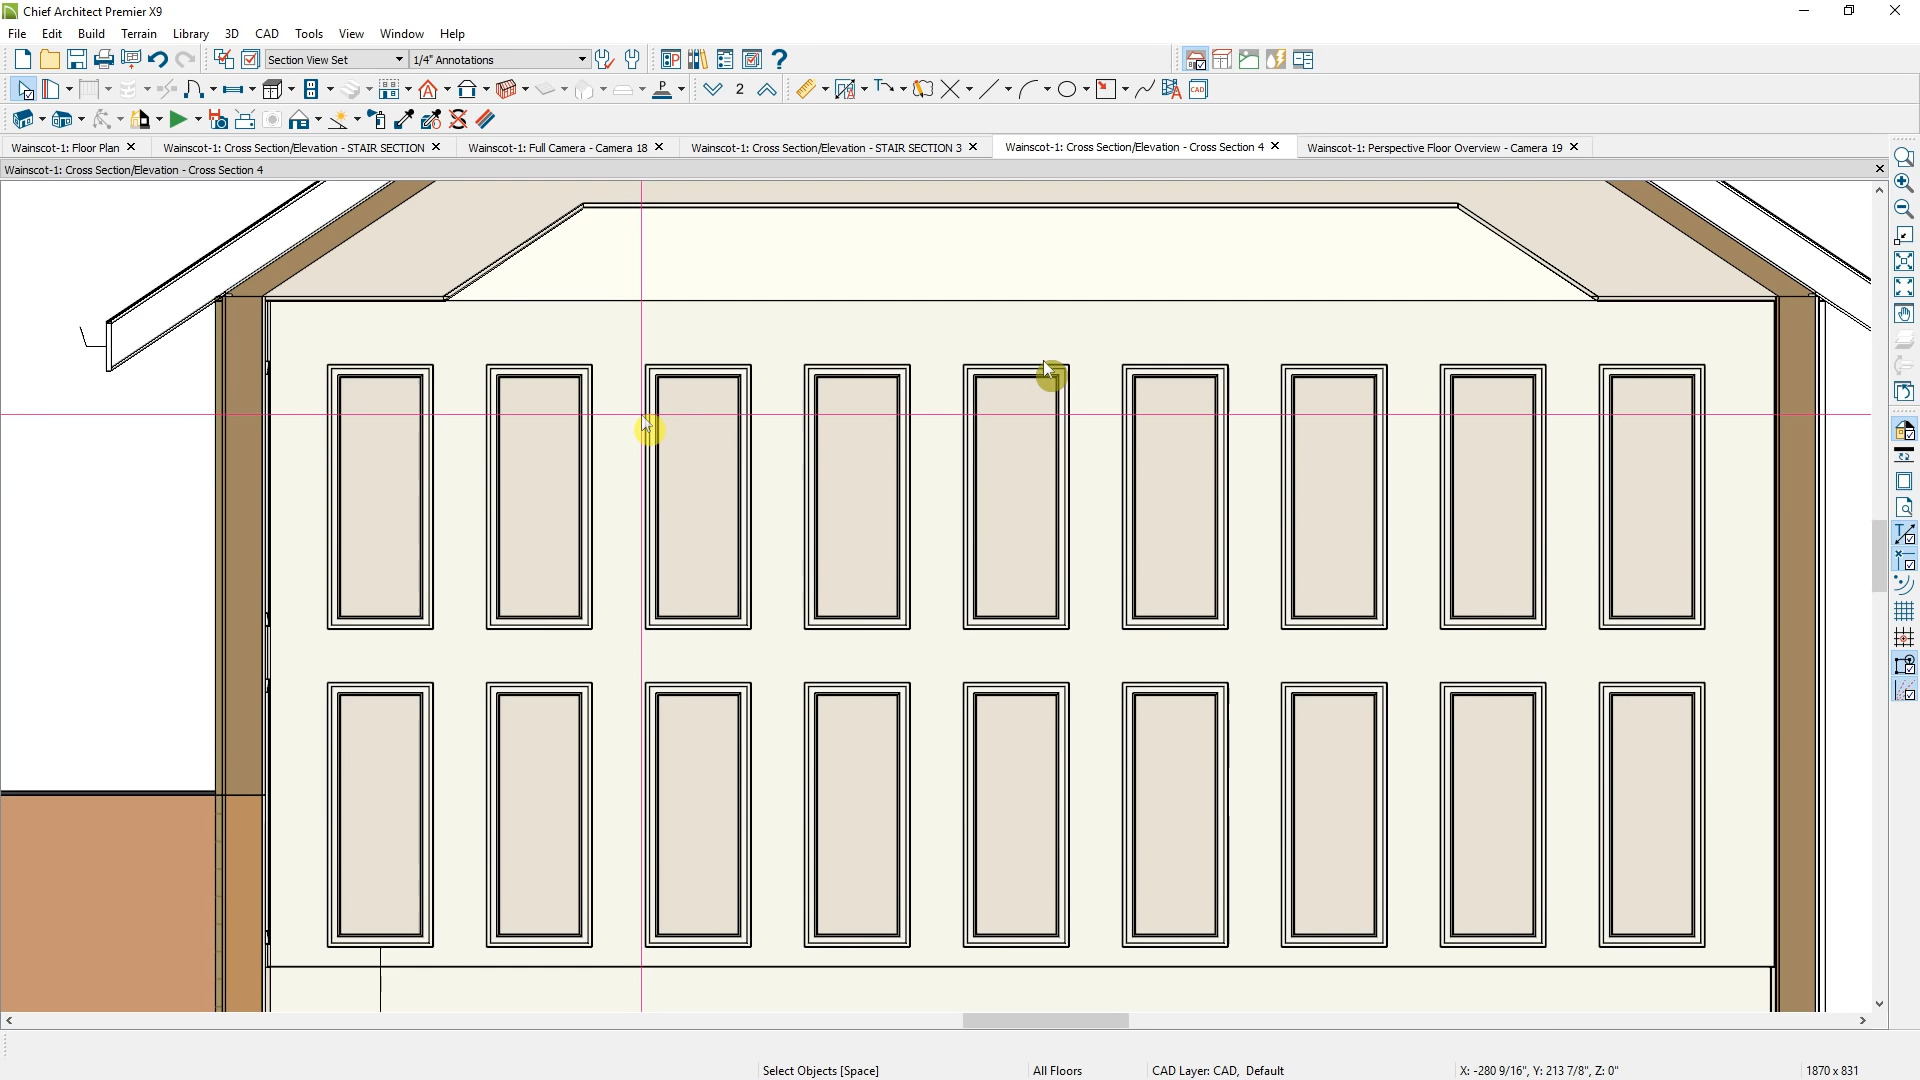 Chief Architect Premier X9
File Edit Build Terrain Library 3D CAD Tools View Window Help
Section View Set 1/4" Annotations
2 CAD
Wainscot-1: Floor Plan Wainscot-1: Cross Section/Elevation - STAIR SECTION Wainscot-1: Full Camera - Camera 18 Wainscot-1: Cross Section/Elevation - STAIR SECTION 3 Wainscot-1: Cross Section/Elevation - Cross Section 4 Wainscot-1: Perspective Floor Overview - Camera 19
Wainscot-1: Cross Section/Elevation - Cross Section 4
Select Objects [Space] All Floors CAD Layer: CAD, Default X: -280 9/16", Y: 213 7/8", Z: 0" 1870 x 831